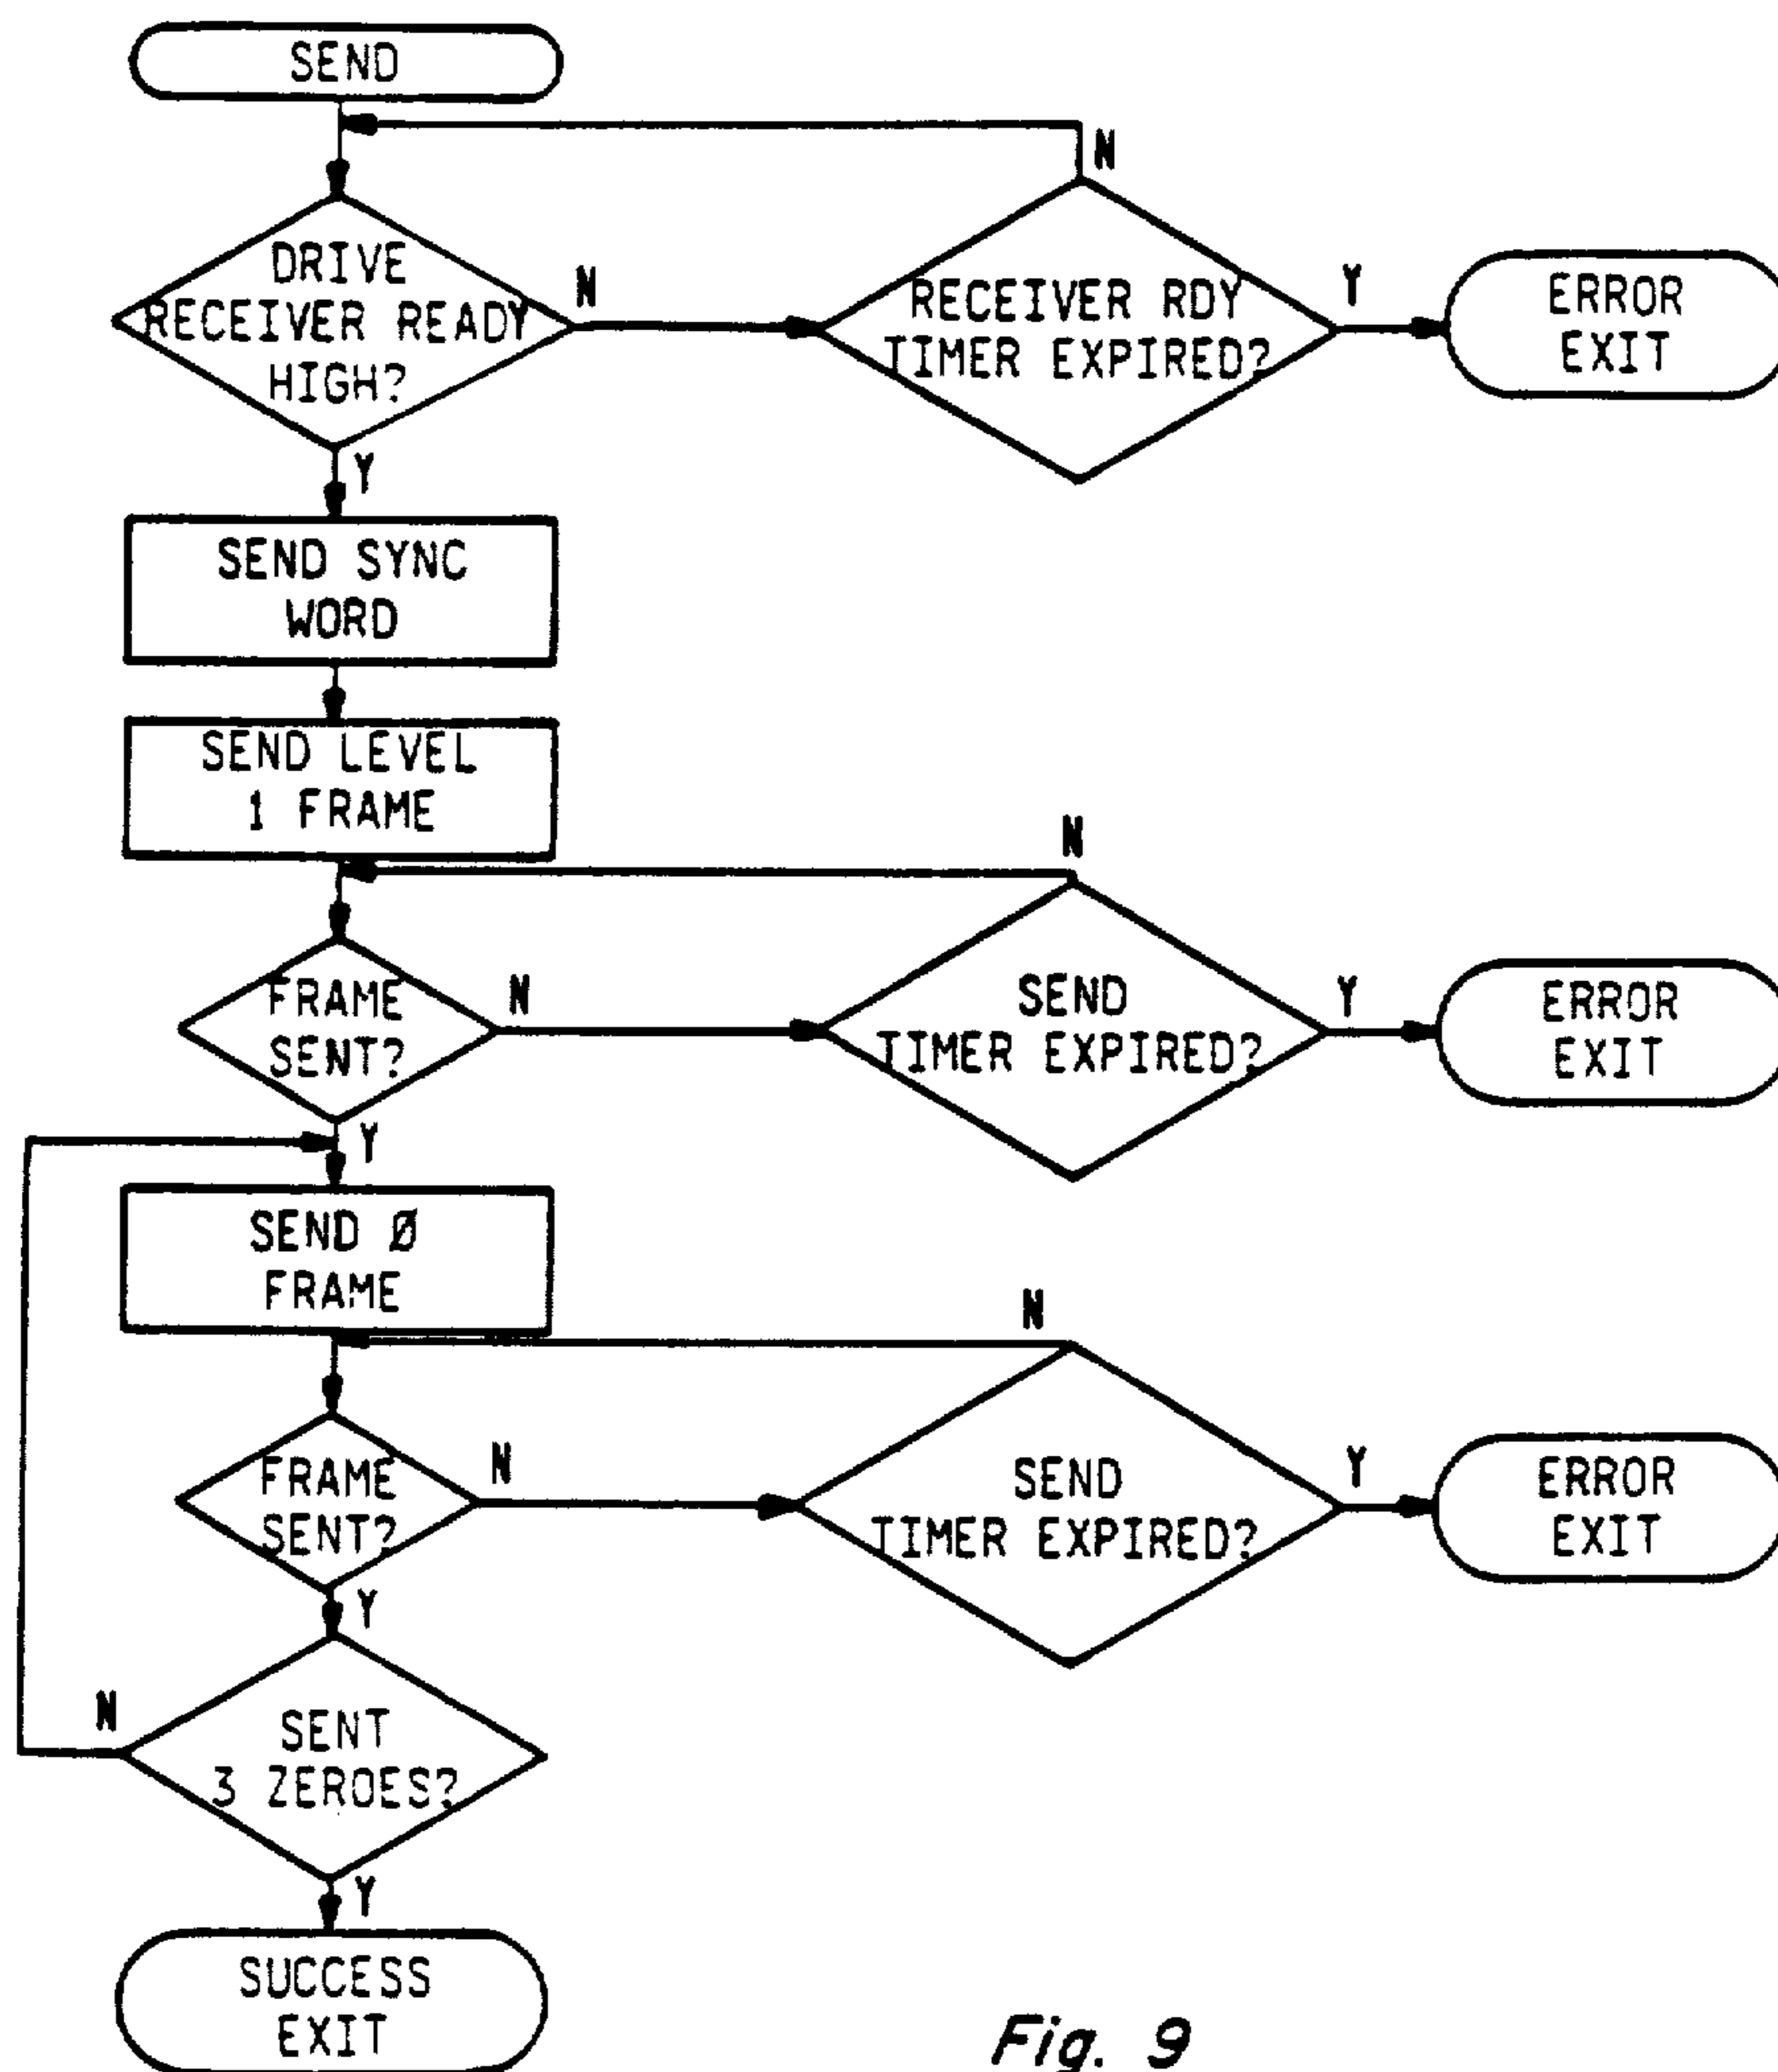 SEND
N
DRIVE
RECEIVER READY
HIGH?
N
RECEIVER RDY
TIMER EXPIRED?
Y
ERROR
EXIT
Y
SEND SYNC
WORD
SEND LEVEL
1 FRAME
N
FRAME
SENT?
N
SEND
TIMER EXPIRED?
Y
ERROR
EXIT
Y
SEND Ø
FRAME
N
FRAME
SENT?
N
SEND
TIMER EXPIRED?
Y
ERROR
EXIT
Y
N
SENT
3 ZEROES?
Y
SUCCESS
EXIT
Fig. 9